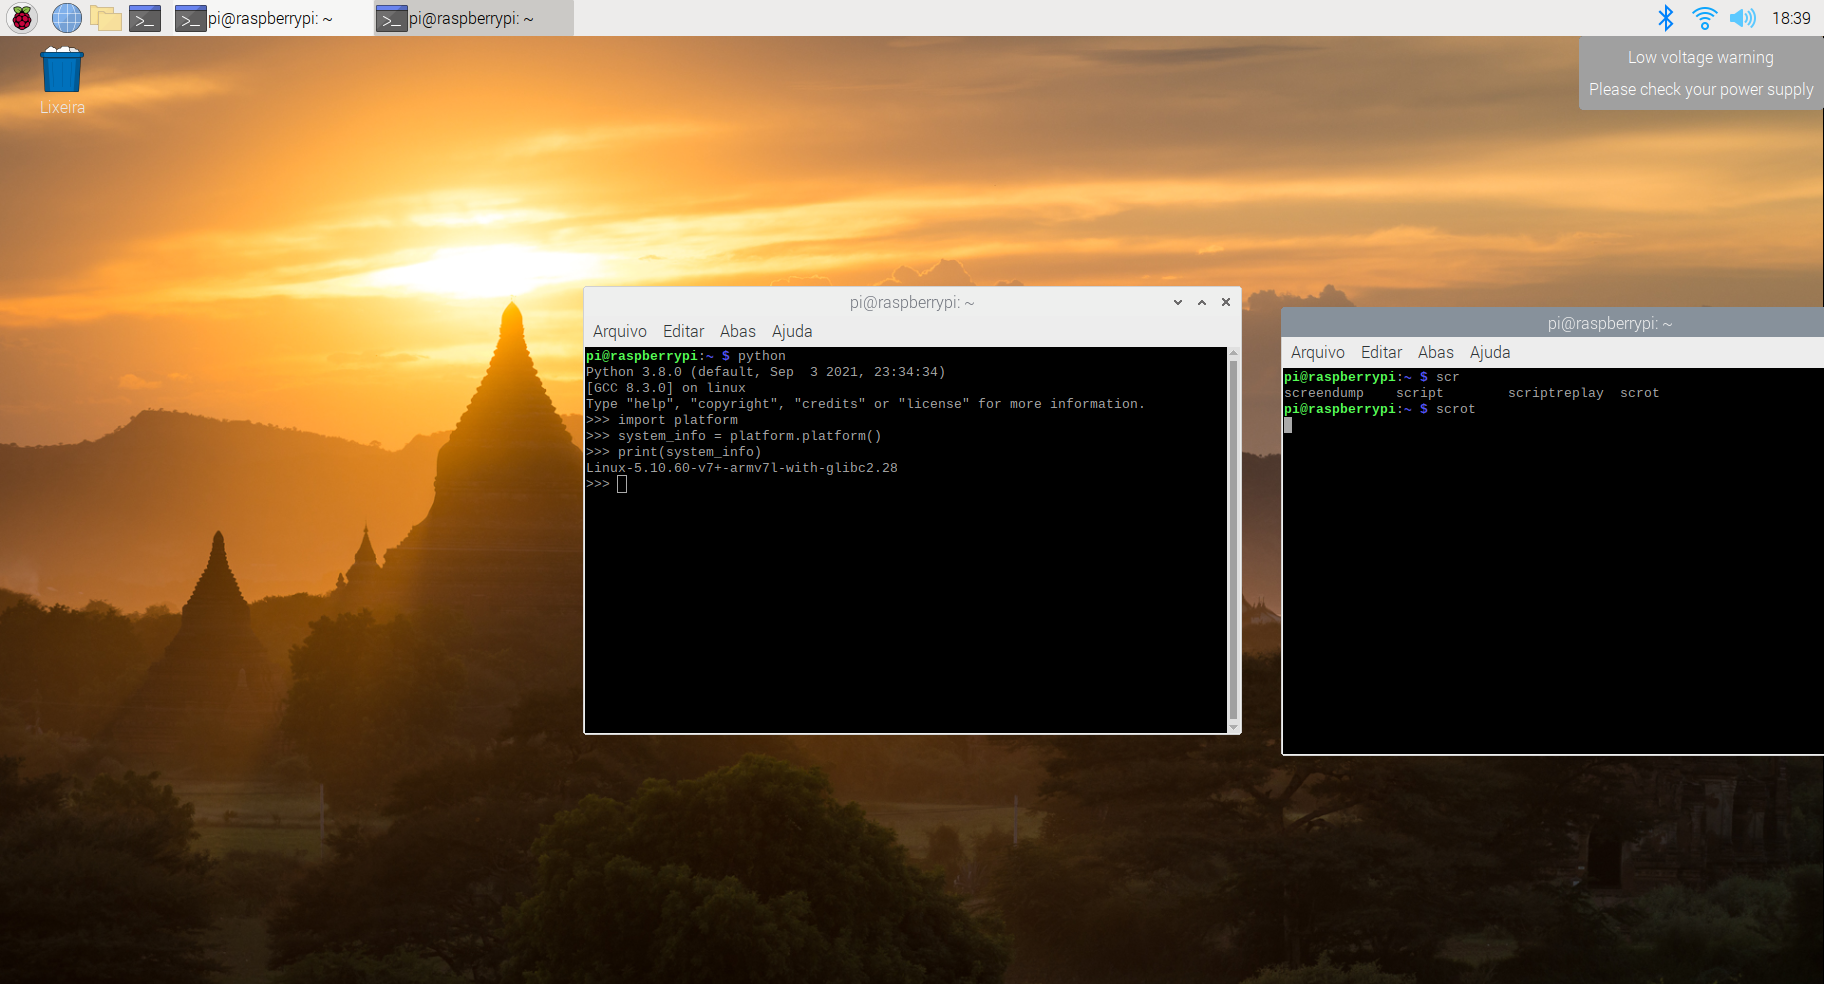 pi@raspberrypi: ~
pi@raspberrypi: ~
18:39
Lixeira
Low voltage warning
Please check your power supply
pi@raspberrypi: ~
Arquivo Editar Abas Ajuda
pi@raspberrypi:~ $ python
Python 3.8.0 (default, Sep  3 2021, 23:34:34)
[GCC 8.3.0] on linux
Type "help", "copyright", "credits" or "license" for more information.
>>> import platform
>>> system_info = platform.platform()
>>> print(system_info)
Linux-5.10.60-v7+-armv7l-with-glibc2.28
>>>
pi@raspberrypi: ~
Arquivo Editar Abas Ajuda
pi@raspberrypi:~ $ scr
screendump    script        scriptreplay  scrot
pi@raspberrypi:~ $ scrot